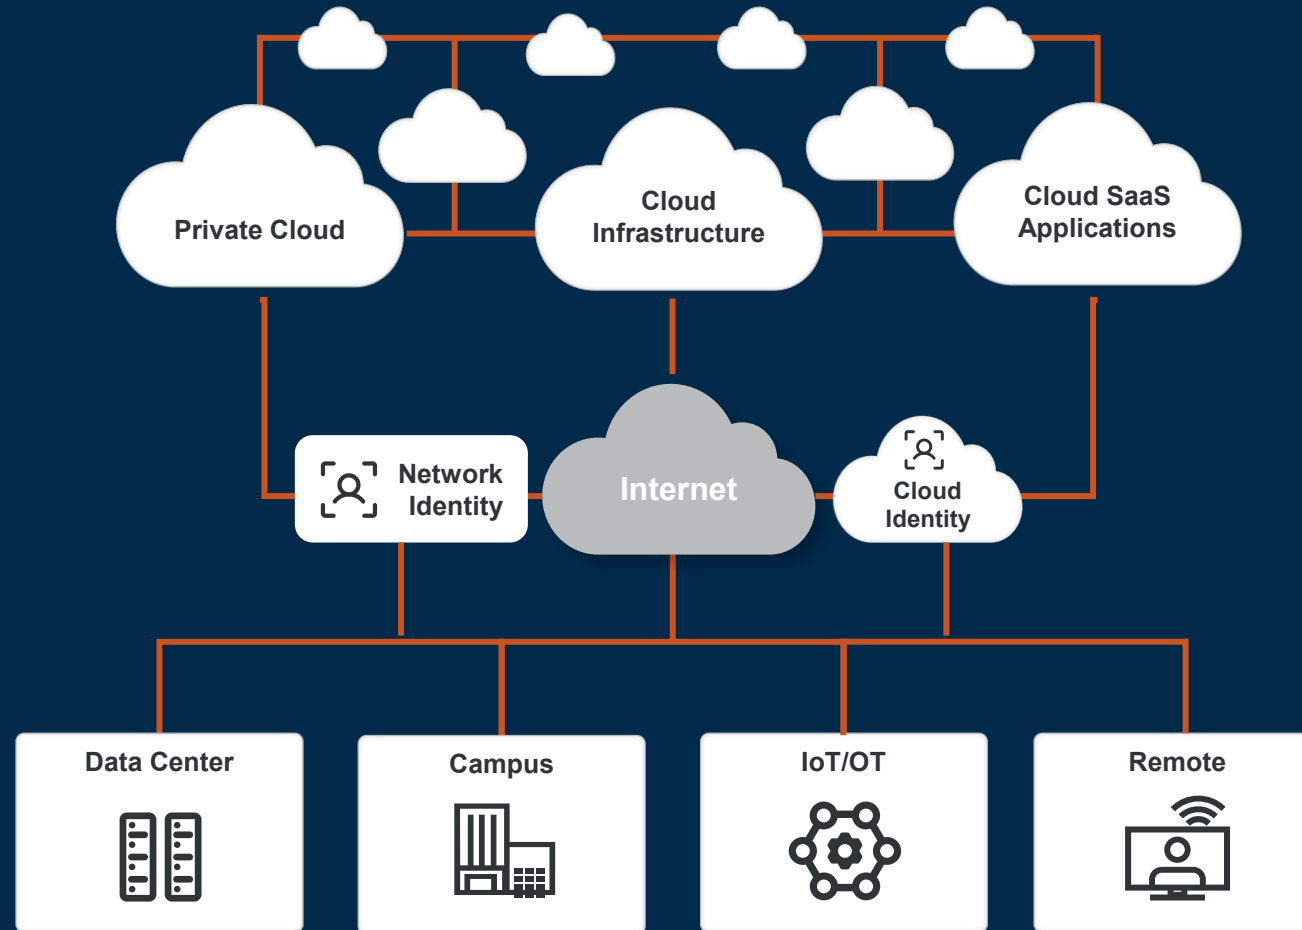 Private Cloud
Cloud
Infrastructure
Cloud SaaS
Applications
Network
Identity
Internet
Cloud
Identity
Data Center
Campus
IoT/OT
Remote